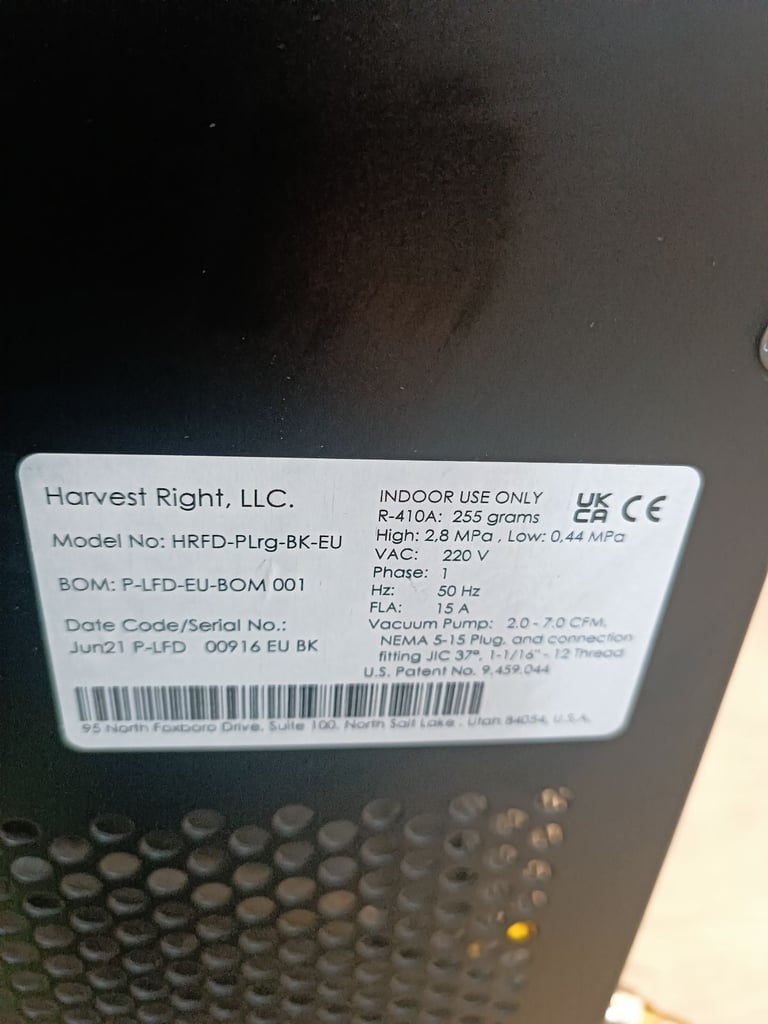 Harvest Right, LLC.
Model No: HRFD-PLrg-BK-EU
BOM: P-LFD-EU-BOM 001
Date Code/Serial No.:
Jun21 P-LFD 00916 EU BK
INDOOR USE ONLY
R-410A: 255 grams
High: 2,8 MPa , Low: 0,44 MPa
VAC: 220 V
Phase: 1
Hz: 50 Hz
FLA: 15 A
Vacuum Pump: 2.0 - 7.0 CFM,
NEMA 5-15 Plug, and connection
fitting JIC 37°, 1-1/16" - 12 Thread
U.S. Patent No. 9,459,044
UK
CA CE
95 North Foxboro Drive, Suite 100, North Salt Lake , Utah 84054, U.S.A.